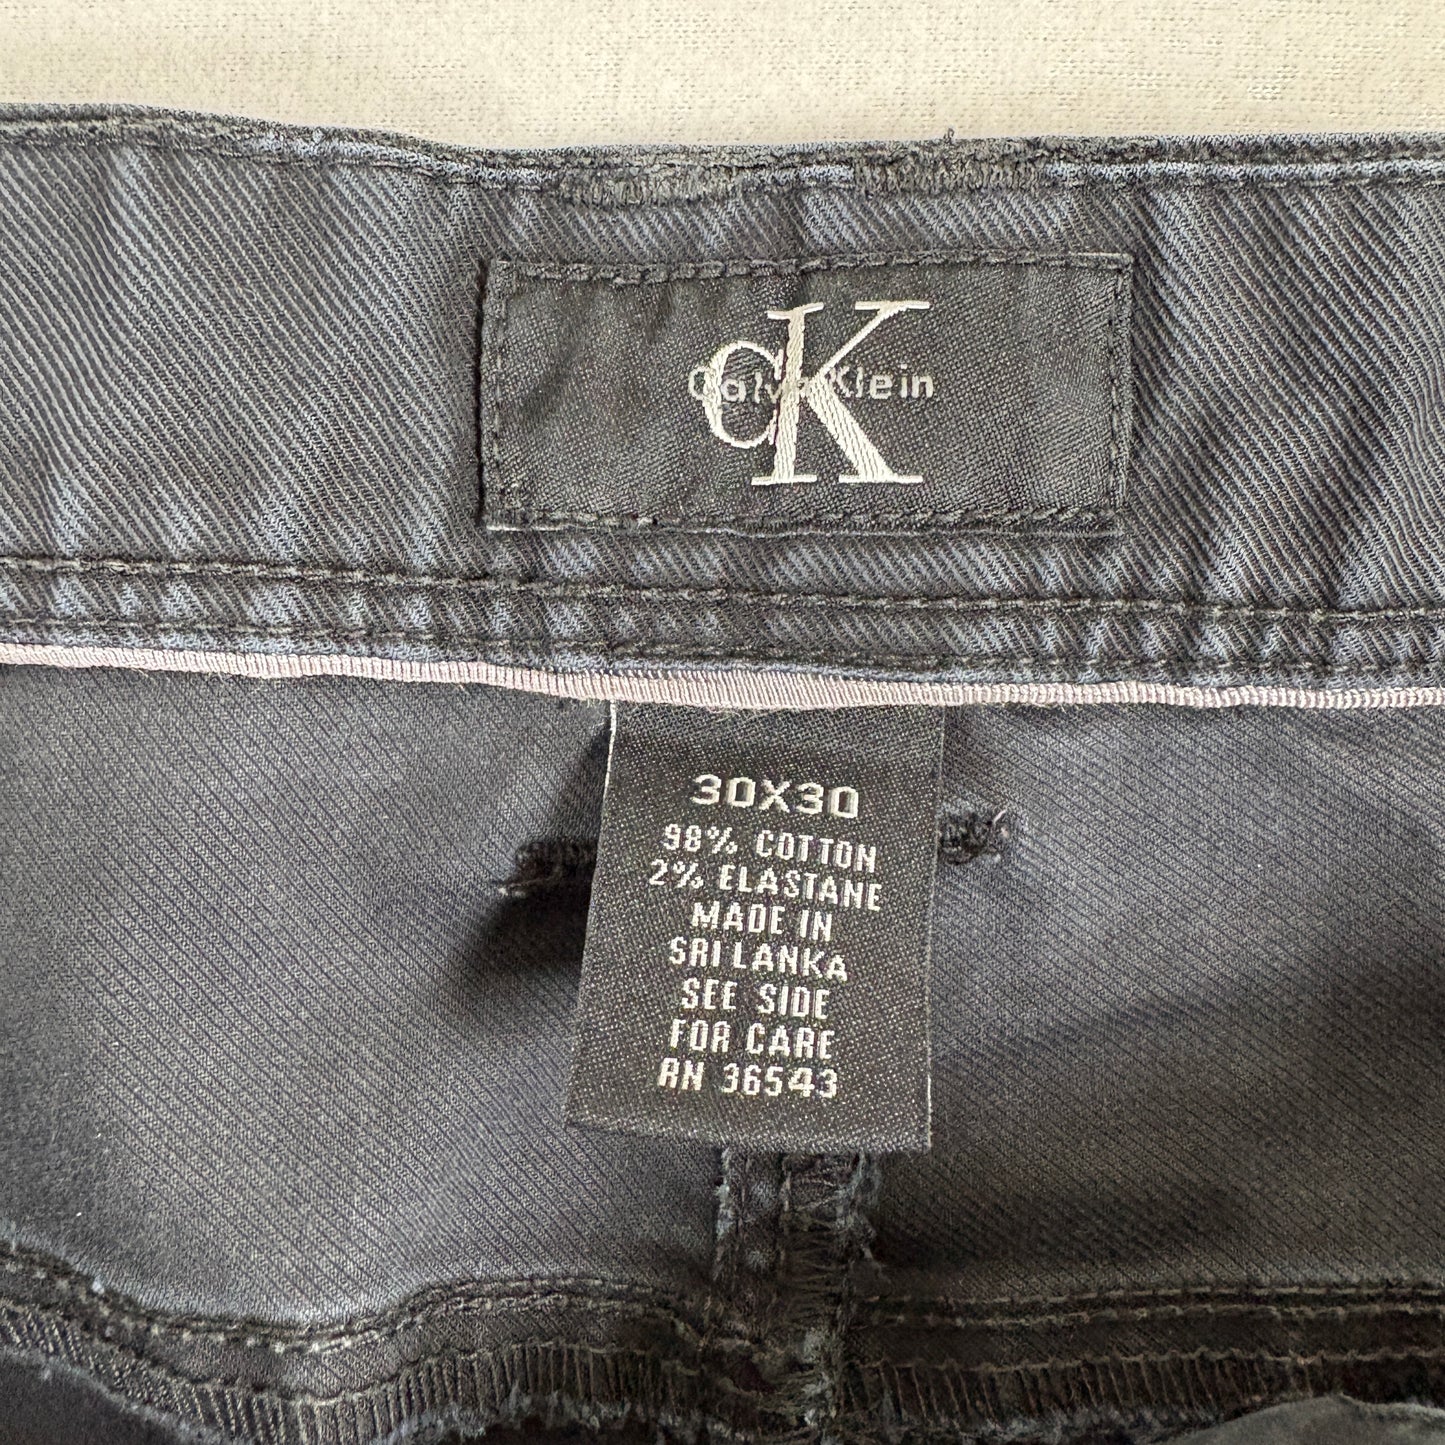 CK
Calvin Klein
30X30
98% COTTON
2% ELASTANE
MADE IN
SRI LANKA
SEE SIDE
FOR CARE
RN 36543